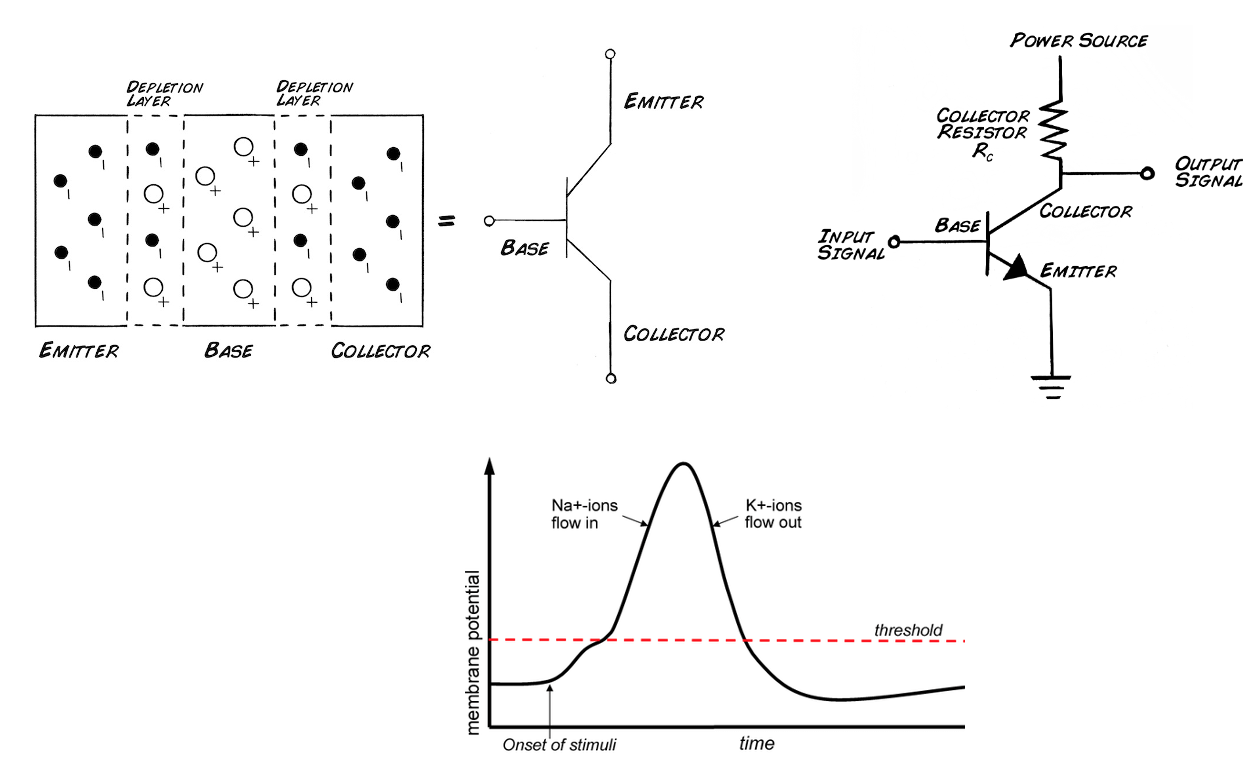 DEPLETION
LAYER
DEPLETION
LAYER
EMITTER
BASE
COLLECTOR
=
EMITTER
BASE
COLLECTOR
POWER SOURCE
COLLECTOR
RESISTOR
RC
OUTPUT
SIGNAL
COLLECTOR
BASE
INPUT
SIGNAL
EMITTER
Na+-ions
flow in
K+-ions
flow out
threshold
membrane potential
Onset of stimuli
time